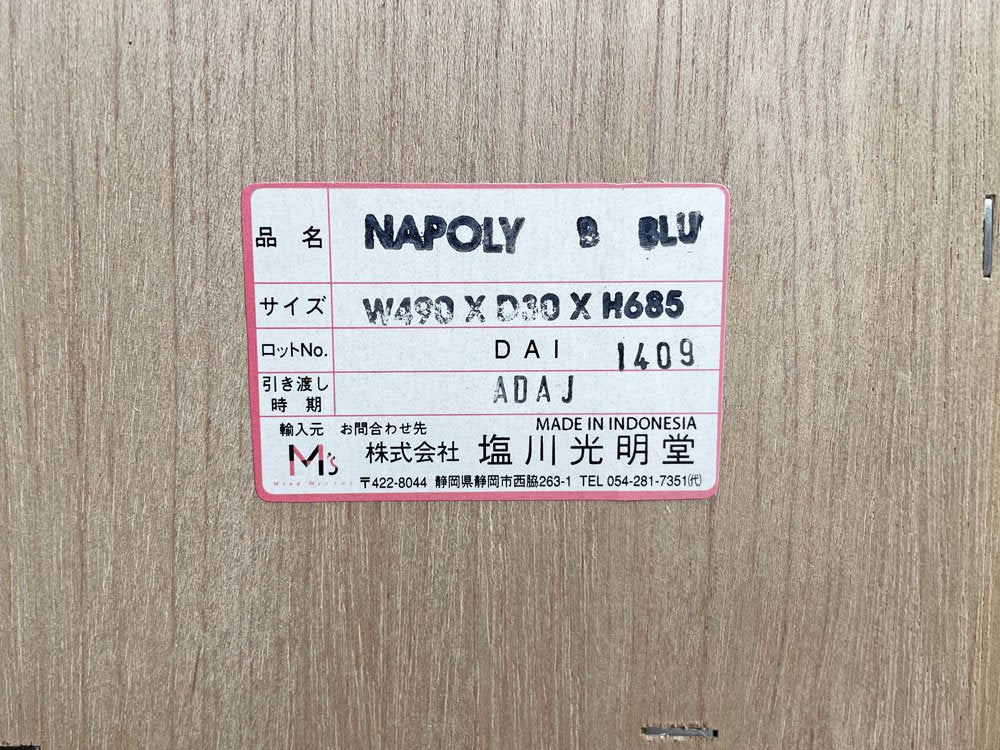 品 名 NAPOLY B BLU
サイズ W490 X D30 X H685
ロットNo. DAI 1409
引き渡し
時 期 ADAJ
MADE IN INDONESIA
輸入元 お問合わせ先
M's 株式会社 塩川光明堂
Mead Mirror
〒422-8044 静岡県静岡市西脇263-1 TEL 054-281-7351㈹